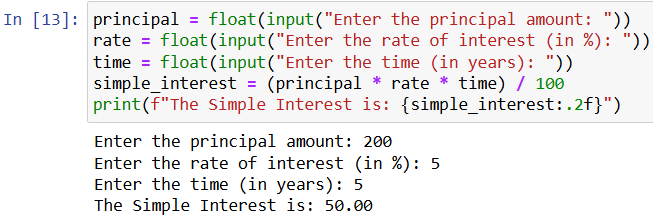 In [13]: principal = float(input("Enter the principal amount: "))
rate = float(input("Enter the rate of interest (in %): "))
time = float(input("Enter the time (in years): "))
simple_interest = (principal * rate * time) / 100
print(f"The Simple Interest is: {simple_interest:.2f}")
Enter the principal amount: 200
Enter the rate of interest (in %): 5
Enter the time (in years): 5
The Simple Interest is: 50.00